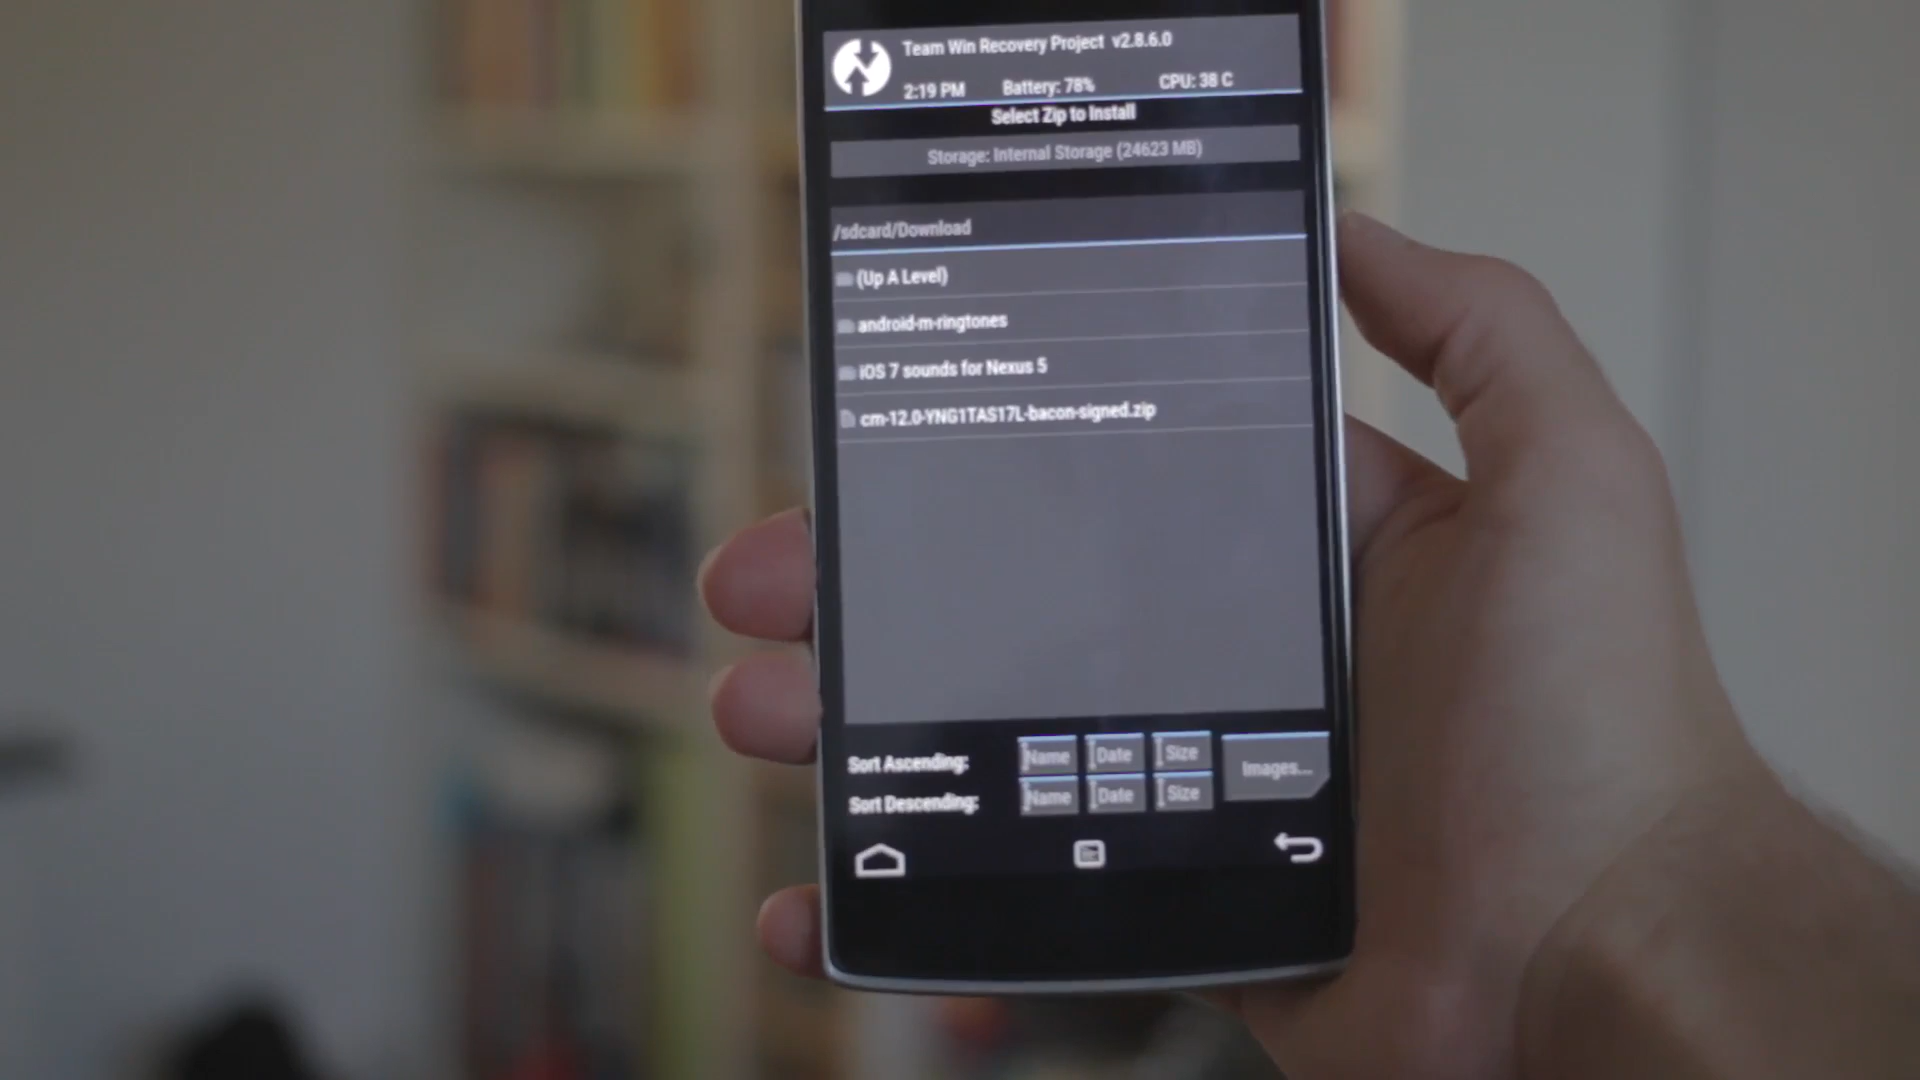 Team Win Recovery Project v2.8.6.0
2:19 PM Battery: 78% CPU: 38 C
Select Zip to Install
Storage: Internal Storage (24623 MB)
/sdcard/Download
(Up A Level)
android-m-ringtones
iOS 7 sounds for Nexus 5
cm-12.0-YNG1TAS17L-bacon-signed.zip
Sort Ascending: Name Date Size Images...
Sort Descending: Name Date Size